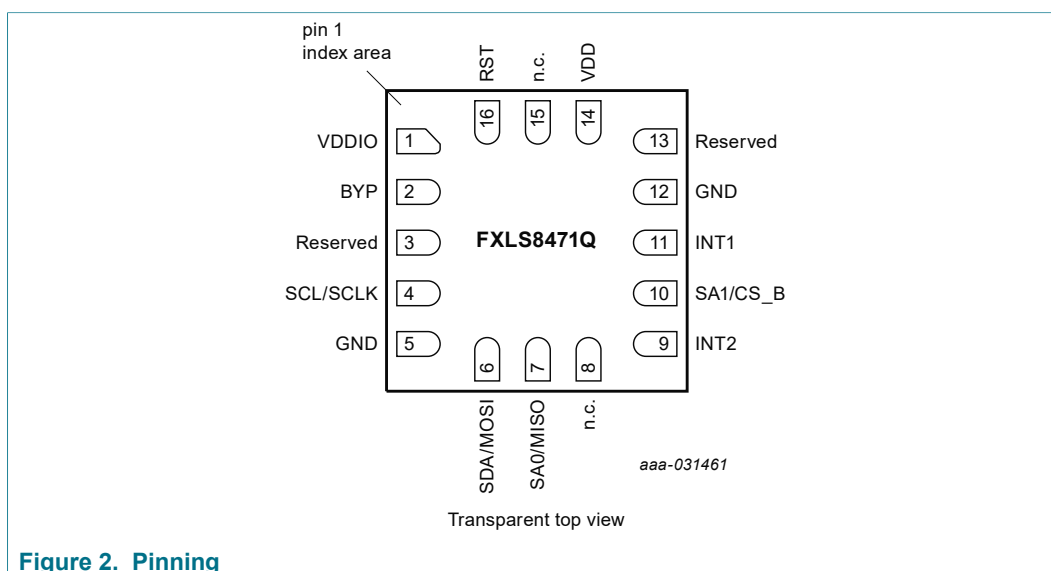 pin 1
index area
RST
n.c.
VDD
16
15
14
VDDIO 1
13 Reserved
BYP 2
12 GND
Reserved 3
FXLS8471Q
11 INT1
SCL/SCLK 4
10 SA1/CS_B
GND 5
9 INT2
6
7
8
SDA/MOSI
SA0/MISO
n.c.
aaa-031461
Transparent top view
Figure 2. Pinning